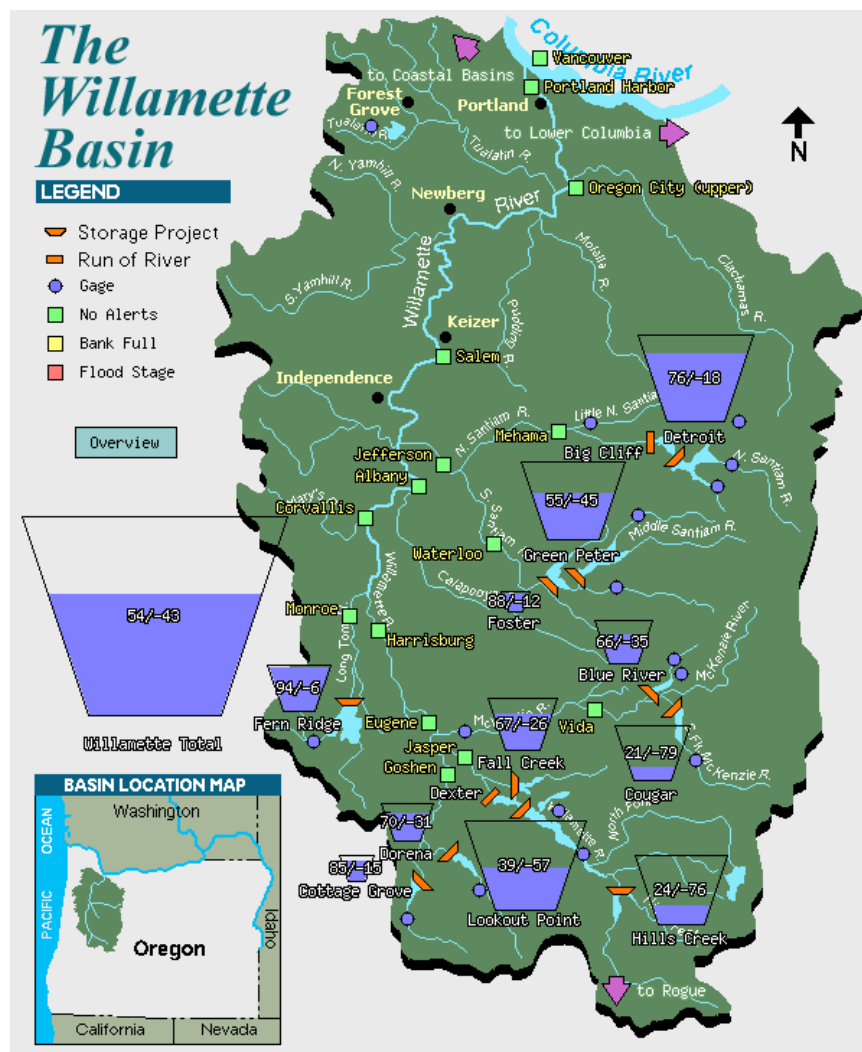 The
Willamette
Basin
LEGEND
Storage Project
Run of River
Gage
No Alerts
Bank Full
Flood Stage
Overview
Columbia River
Vancouver
to Coastal Basins
Portland Harbor
Forest
Grove
Portland
to Lower Columbia
N
Tualatin R.
Tualatin R.
N. Yamhill R.
Newberg
River
Oregon City (upper)
Willamette
Molalla R.
Clackamas R.
S. Yamhill R.
Pudding R.
Keizer
Salem
Independence
76/-18
Little N. Santia
N. Santiam R.
Mehama
Detroit
Big Cliff
N. Santiam R.
Jefferson
Albany
55/-45
S. Santiam
Mary's
Corvallis
Middle Santiam R.
Waterloo
Green Peter
Willamette R.
Calapooya
88/-12
Foster
54/-43
Monroe
Harrisburg
66/-35
McKenzie River
Blue River
Long Tom
94/-6
Fern Ridge
Eugene
67/-26
Vida
Willamette Total
Jasper
Fall Creek
Goshen
21/-79
S. Fk McKenzie R.
Cougar
Dexter
70/-31
Dorena
Willamette R.
North Fork
85/-15
Cottage Grove
39/-57
Lookout Point
24/-76
Hills Creek
to Rogue
BASIN LOCATION MAP
Washington
OCEAN
PACIFIC
Oregon
Idaho
California
Nevada